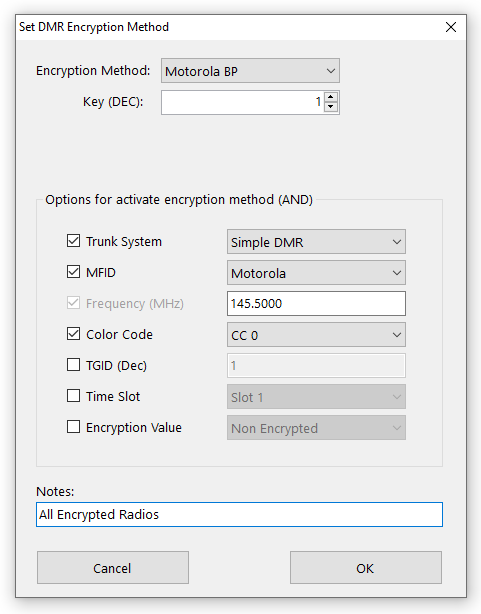 Set DMR Encryption Method
Encryption Method: Motorola BP
Key (DEC): 1
Options for activate encryption method (AND)
Trunk System Simple DMR
MFID Motorola
Frequency (MHz) 145.5000
Color Code CC 0
TGID (Dec) 1
Time Slot Slot 1
Encryption Value Non Encrypted
Notes:
All Encrypted Radios
Cancel OK